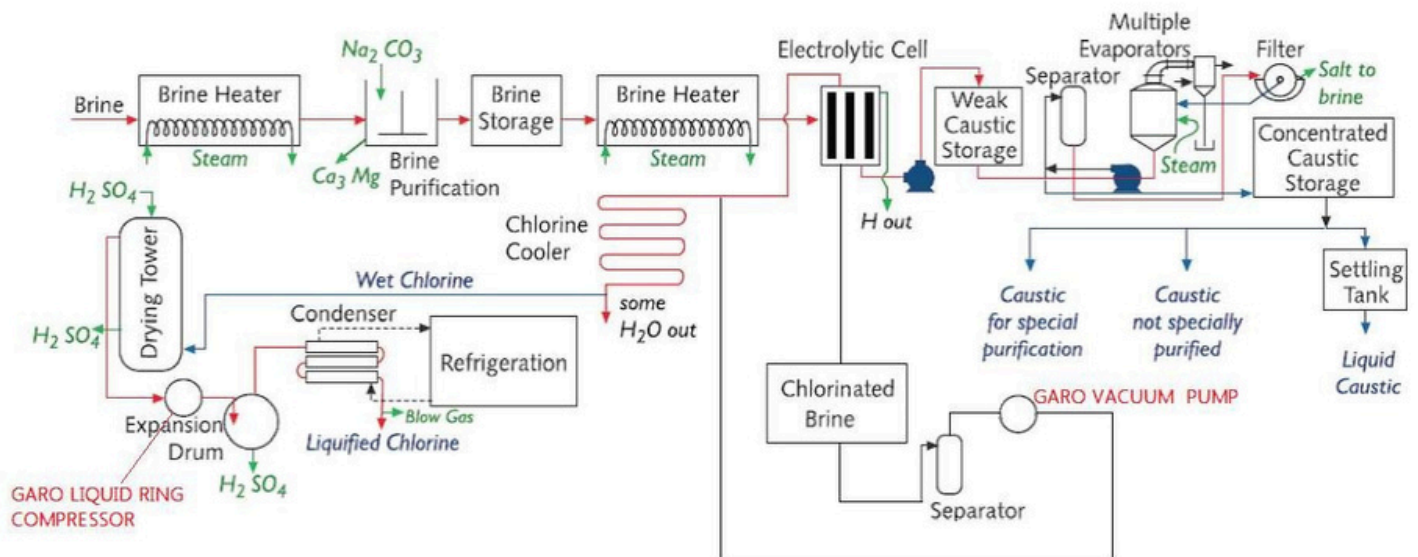 Na2 CO3
Brine
Brine Heater
Steam
Ca3 Mg
Brine
Purification
Brine
Storage
Brine Heater
Steam
Electrolytic Cell
H out
Weak
Caustic
Storage
Separator
Multiple
Evaporators
Steam
Filter
Salt to
brine
Concentrated
Caustic
Storage
Caustic
for special
purification
Caustic
not specially
purified
Settling
Tank
Liquid
Caustic
H2 SO4
Drying Tower
H2 SO4
Chlorine
Cooler
Wet Chlorine
some
H2O out
Condenser
Refrigeration
Blow Gas
Liquified Chlorine
Expansion
Drum
H2 SO4
GARO LIQUID RING
COMPRESSOR
Chlorinated
Brine
GARO VACUUM PUMP
Separator